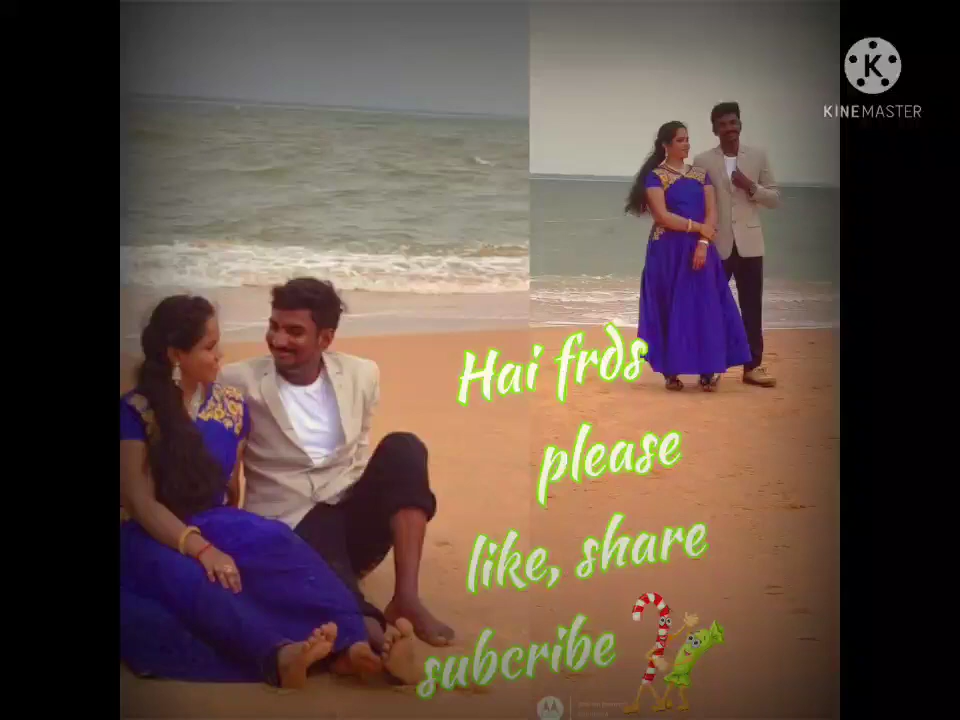 K
KINEMASTER
Hai frds
please
like, share
subcribe